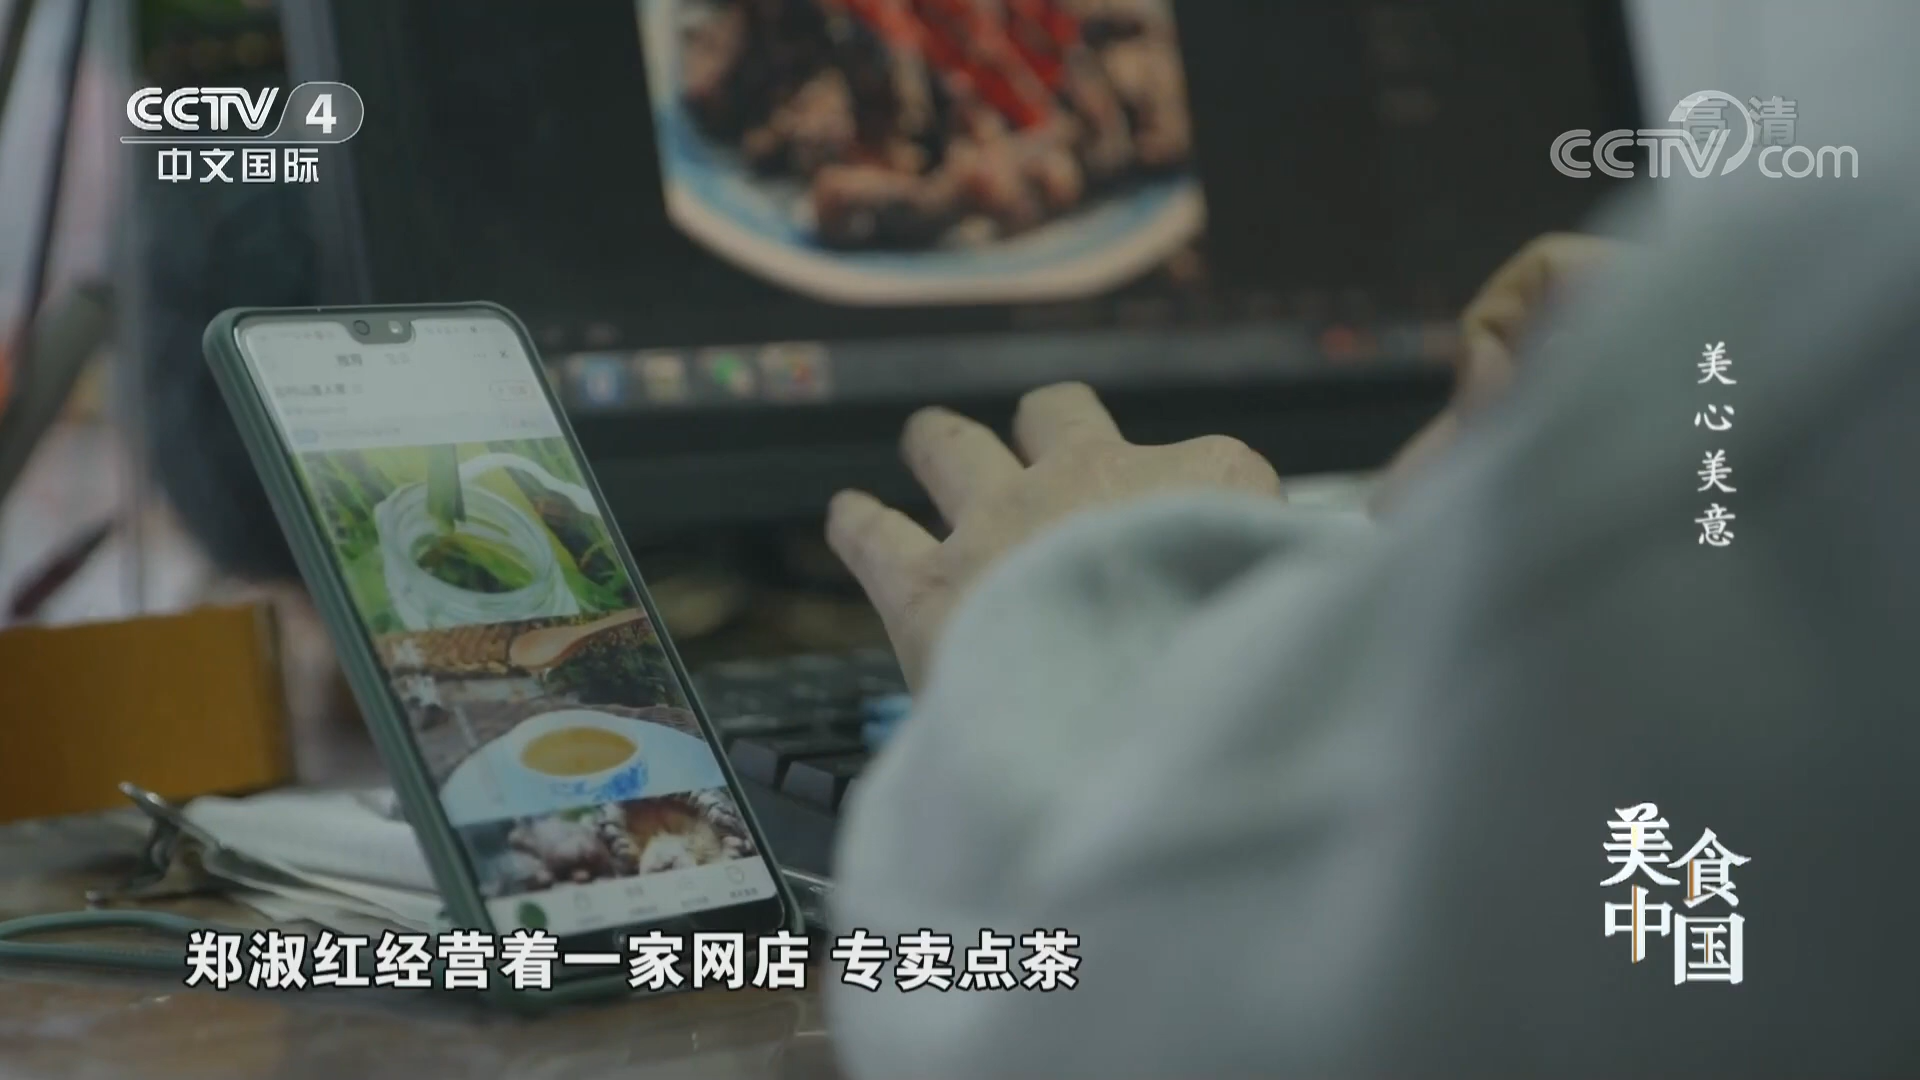 CCTV 4
中文国际
高清
CCTV.com
美心美意
美食
中国
郑淑红经营着一家网店 专卖点茶